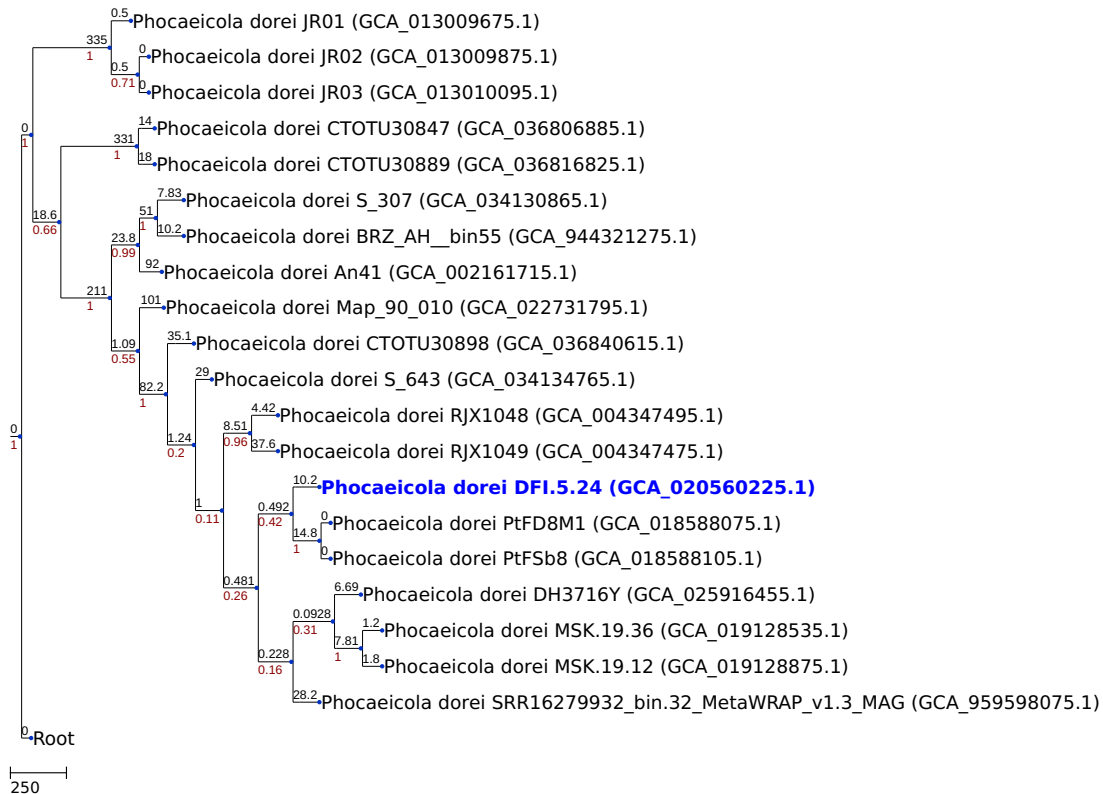 0.5
Phocaeicola dorei JR01 (GCA_013009675.1)
335
1
0
Phocaeicola dorei JR02 (GCA_013009875.1)
0.5
0.71
0
Phocaeicola dorei JR03 (GCA_013010095.1)
0
1
14
Phocaeicola dorei CTOTU30847 (GCA_036806885.1)
331
1
18
Phocaeicola dorei CTOTU30889 (GCA_036816825.1)
18.6
0.66
7.83
Phocaeicola dorei S_307 (GCA_034130865.1)
51
1
10.2
Phocaeicola dorei BRZ_AH__bin55 (GCA_944321275.1)
23.8
0.99
92
Phocaeicola dorei An41 (GCA_002161715.1)
211
1
101
Phocaeicola dorei Map_90_010 (GCA_022731795.1)
1.09
0.55
35.1
Phocaeicola dorei CTOTU30898 (GCA_036840615.1)
82.2
1
29
Phocaeicola dorei S_643 (GCA_034134765.1)
1.24
0.2
4.42
Phocaeicola dorei RJX1048 (GCA_004347495.1)
8.51
0.96
37.6
Phocaeicola dorei RJX1049 (GCA_004347475.1)
0
1
1
0.11
10.2
Phocaeicola dorei DFI.5.24 (GCA_020560225.1)
0.492
0.42
0
Phocaeicola dorei PtFD8M1 (GCA_018588075.1)
14.8
1
0
Phocaeicola dorei PtFSb8 (GCA_018588105.1)
0.481
0.26
6.69
Phocaeicola dorei DH3716Y (GCA_025916455.1)
0.0928
0.31
1.2
Phocaeicola dorei MSK.19.36 (GCA_019128535.1)
7.81
1
1.8
Phocaeicola dorei MSK.19.12 (GCA_019128875.1)
0.228
0.16
28.2
Phocaeicola dorei SRR16279932_bin.32_MetaWRAP_v1.3_MAG (GCA_959598075.1)
0
Root
250